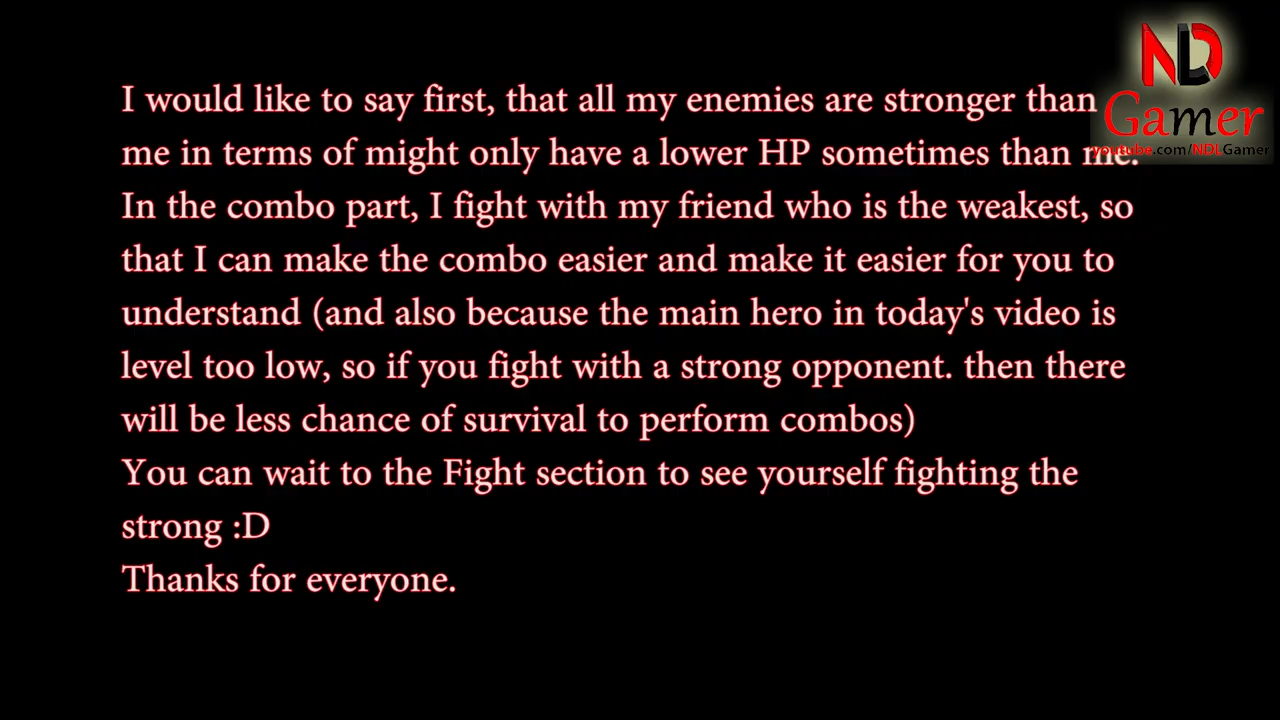 I would like to say first, that all my enemies are stronger than
me in terms of might only have a lower HP sometimes than me.
In the combo part, I fight with my friend who is the weakest, so
that I can make the combo easier and make it easier for you to
understand (and also because the main hero in today's video is
level too low, so if you fight with a strong opponent. then there
will be less chance of survival to perform combos)
You can wait to the Fight section to see yourself fighting the
strong :D
Thanks for everyone.
NDL
Gamer
youtube.com/NDLGamer